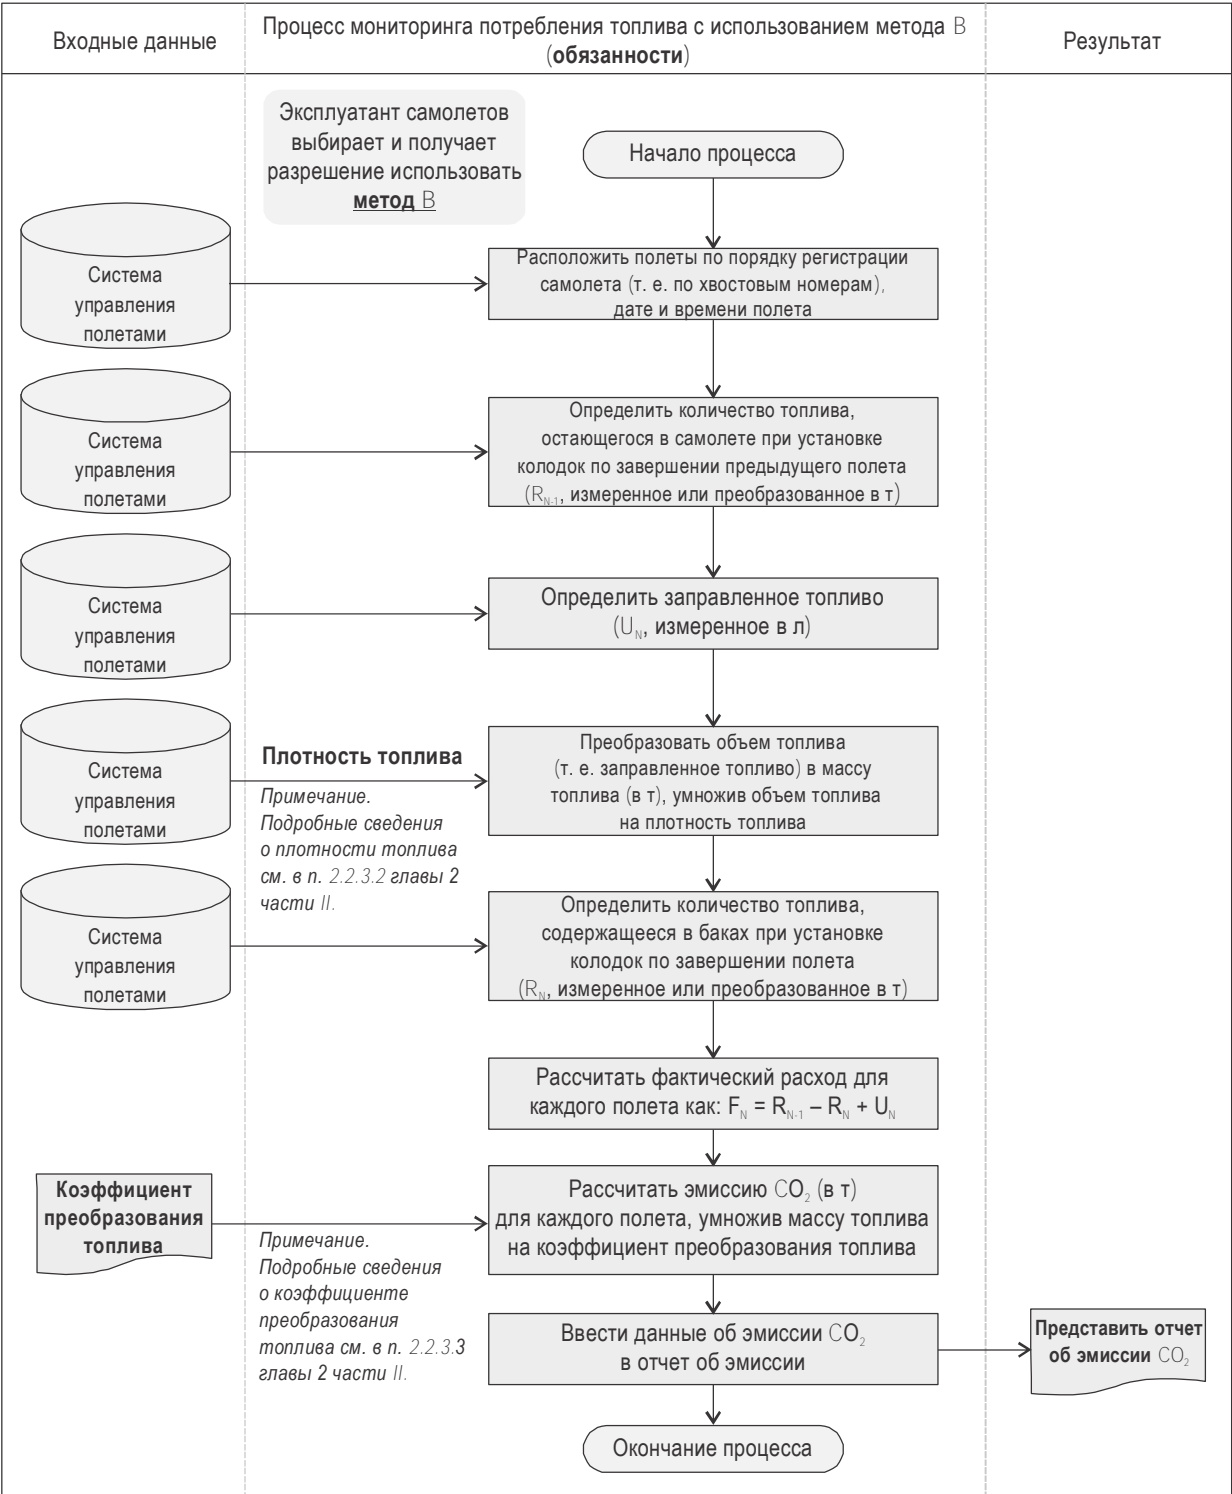 Входные данные
Процесс мониторинга потребления топлива с использованием метода B
(обязанности)
Результат
Эксплуатант самолетов
выбирает и получает
разрешение использовать
метод B
Начало процесса
Система
управления
полетами
Расположить полеты по порядку регистрации
самолета (т. е. по хвостовым номерам),
дате и времени полета
Система
управления
полетами
Определить количество топлива,
остающегося в самолете при установке
колодок по завершении предыдущего полета
(R_N-1, измеренное или преобразованное в т)
Система
управления
полетами
Определить заправленное топливо
(U_N, измеренное в л)
Система
управления
полетами
Плотность топлива
Примечание.
Подробные сведения
о плотности топлива
см. в п. 2.2.3.2 главы 2
части II.
Преобразовать объем топлива
(т. е. заправленное топливо) в массу
топлива (в т), умножив объем топлива
на плотность топлива
Система
управления
полетами
Определить количество топлива,
содержащееся в баках при установке
колодок по завершении полета
(R_N, измеренное или преобразованное в т)
Рассчитать фактический расход для
каждого полета как: F_N = R_N-1 – R_N + U_N
Коэффициент
преобразования
топлива
Примечание.
Подробные сведения
о коэффициенте
преобразования
топлива см. в п. 2.2.3.3
главы 2 части II.
Рассчитать эмиссию CO₂ (в т)
для каждого полета, умножив массу топлива
на коэффициент преобразования топлива
Ввести данные об эмиссии CO₂
в отчет об эмиссии
Представить отчет
об эмиссии CO₂
Окончание процесса